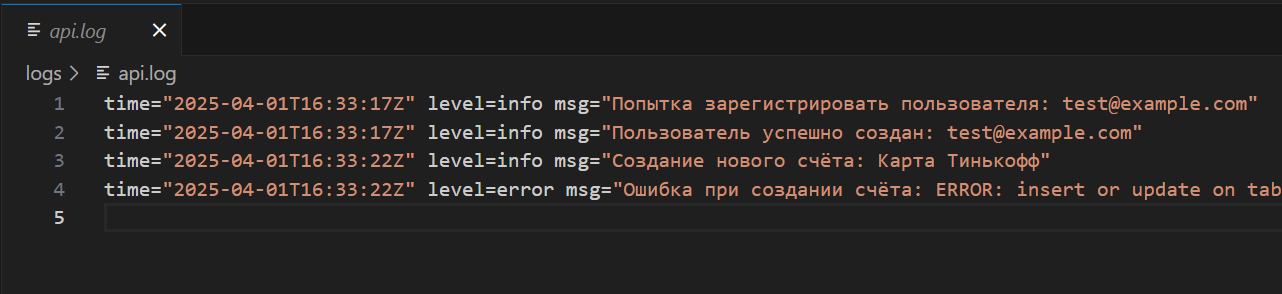 api.log
logs > api.log
1 time="2025-04-01T16:33:17Z" level=info msg="Попытка зарегистрировать пользователя: test@example.com"
2 time="2025-04-01T16:33:17Z" level=info msg="Пользователь успешно создан: test@example.com"
3 time="2025-04-01T16:33:22Z" level=info msg="Создание нового счёта: Карта Тинькофф"
4 time="2025-04-01T16:33:22Z" level=error msg="Ошибка при создании счёта: ERROR: insert or update on tab
5